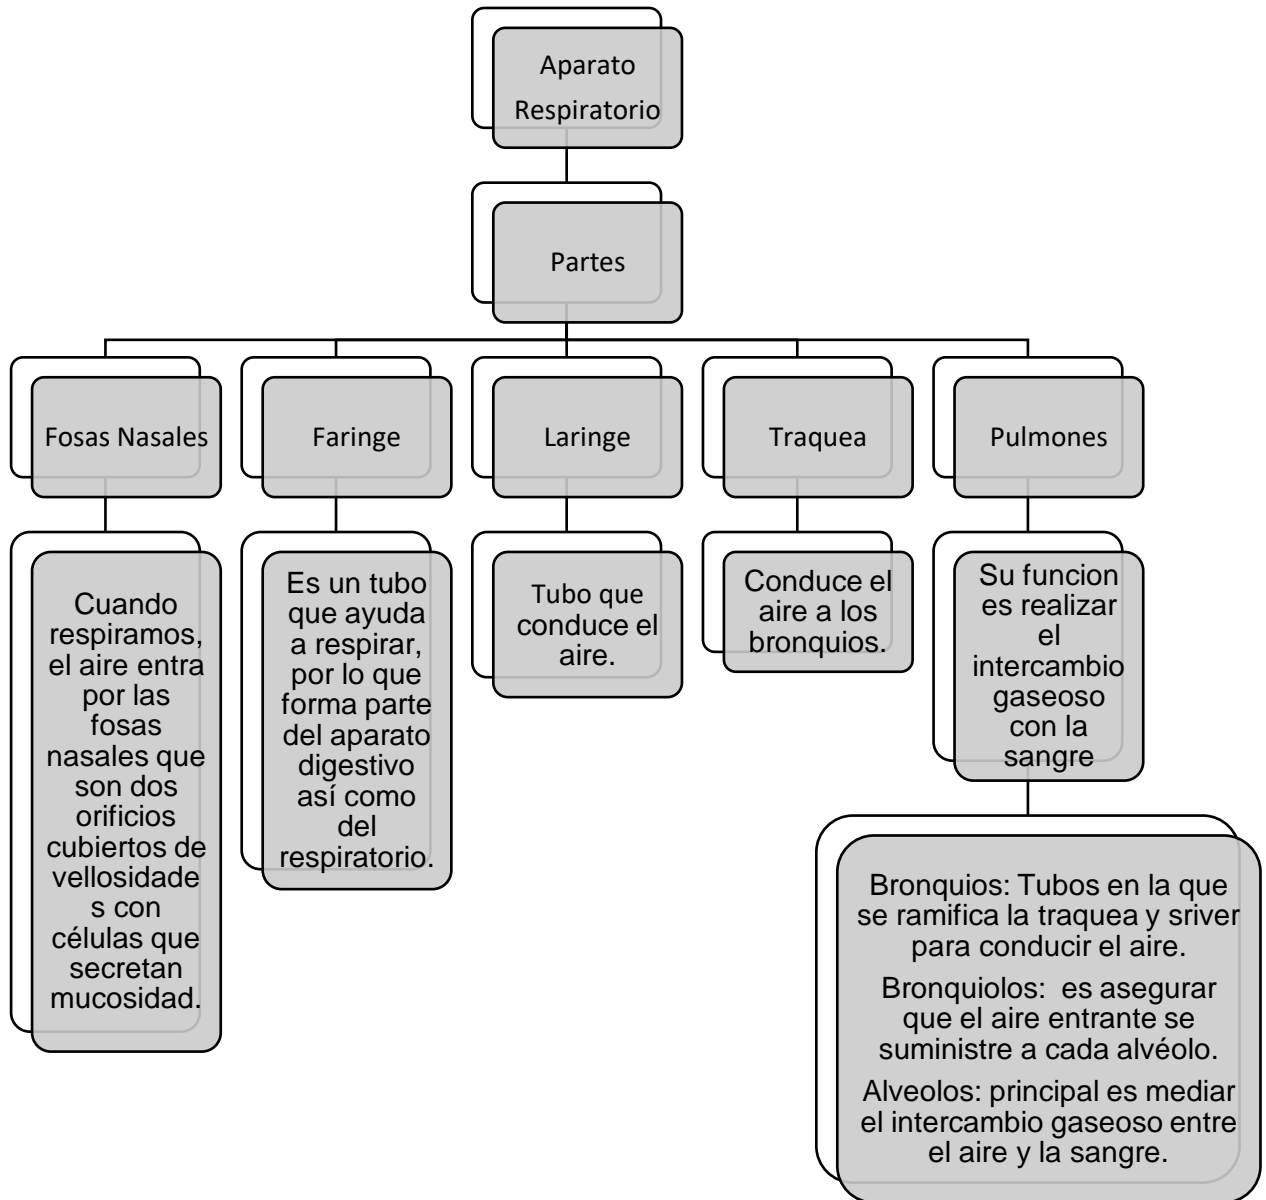 Aparato
Respiratorio
Partes
Fosas Nasales
Faringe
Laringe
Traquea
Pulmones
Cuando
respiramos,
el aire entra
por las
fosas
nasales que
son dos
orificios
cubiertos de
vellosidade
s con
células que
secretan
mucosidad.
Es un tubo
que ayuda
a respirar,
por lo que
forma parte
del aparato
digestivo
así como
del
respiratorio.
Tubo que
conduce el
aire.
Conduce el
aire a los
bronquios.
Su funcion
es realizar
el
intercambio
gaseoso
con la
sangre
Bronquios: Tubos en la que
se ramifica la traquea y sriver
para conducir el aire.
Bronquiolos:  es asegurar
que el aire entrante se
suministre a cada alvéolo.
Alveolos: principal es mediar
el intercambio gaseoso entre
el aire y la sangre.